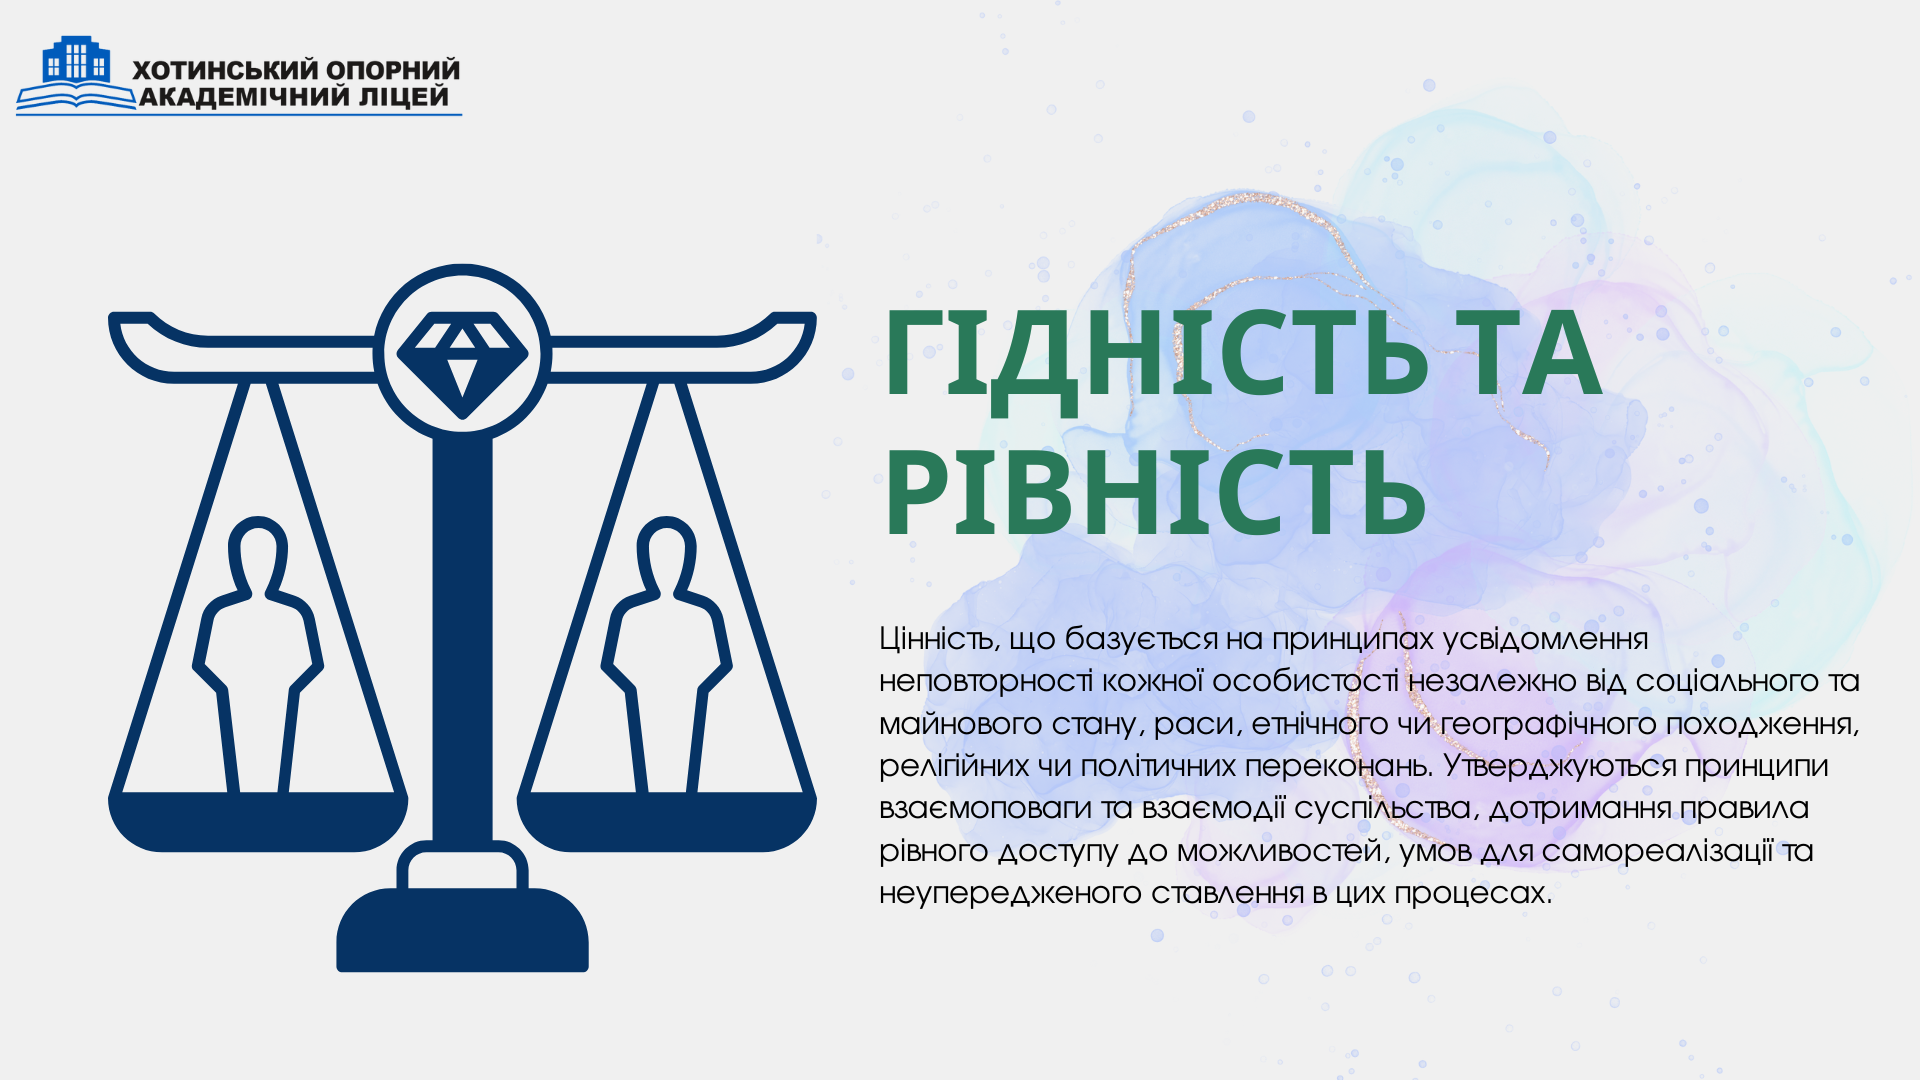 ХОТИНСЬКИЙ ОПОРНИЙ
АКАДЕМІЧНИЙ ЛІЦЕЙ
ГІДНІСТЬ ТА
РІВНІСТЬ
Цінність, що базується на принципах усвідомлення
неповторності кожної особистості незалежно від соціального та
майнового стану, раси, етнічного чи географічного походження,
релігійних чи політичних переконань. Утверджуються принципи
взаємоповаги та взаємодії суспільства, дотримання правила
рівного доступу до можливостей, умов для самореалізації та
неупередженого ставлення в цих процесах.